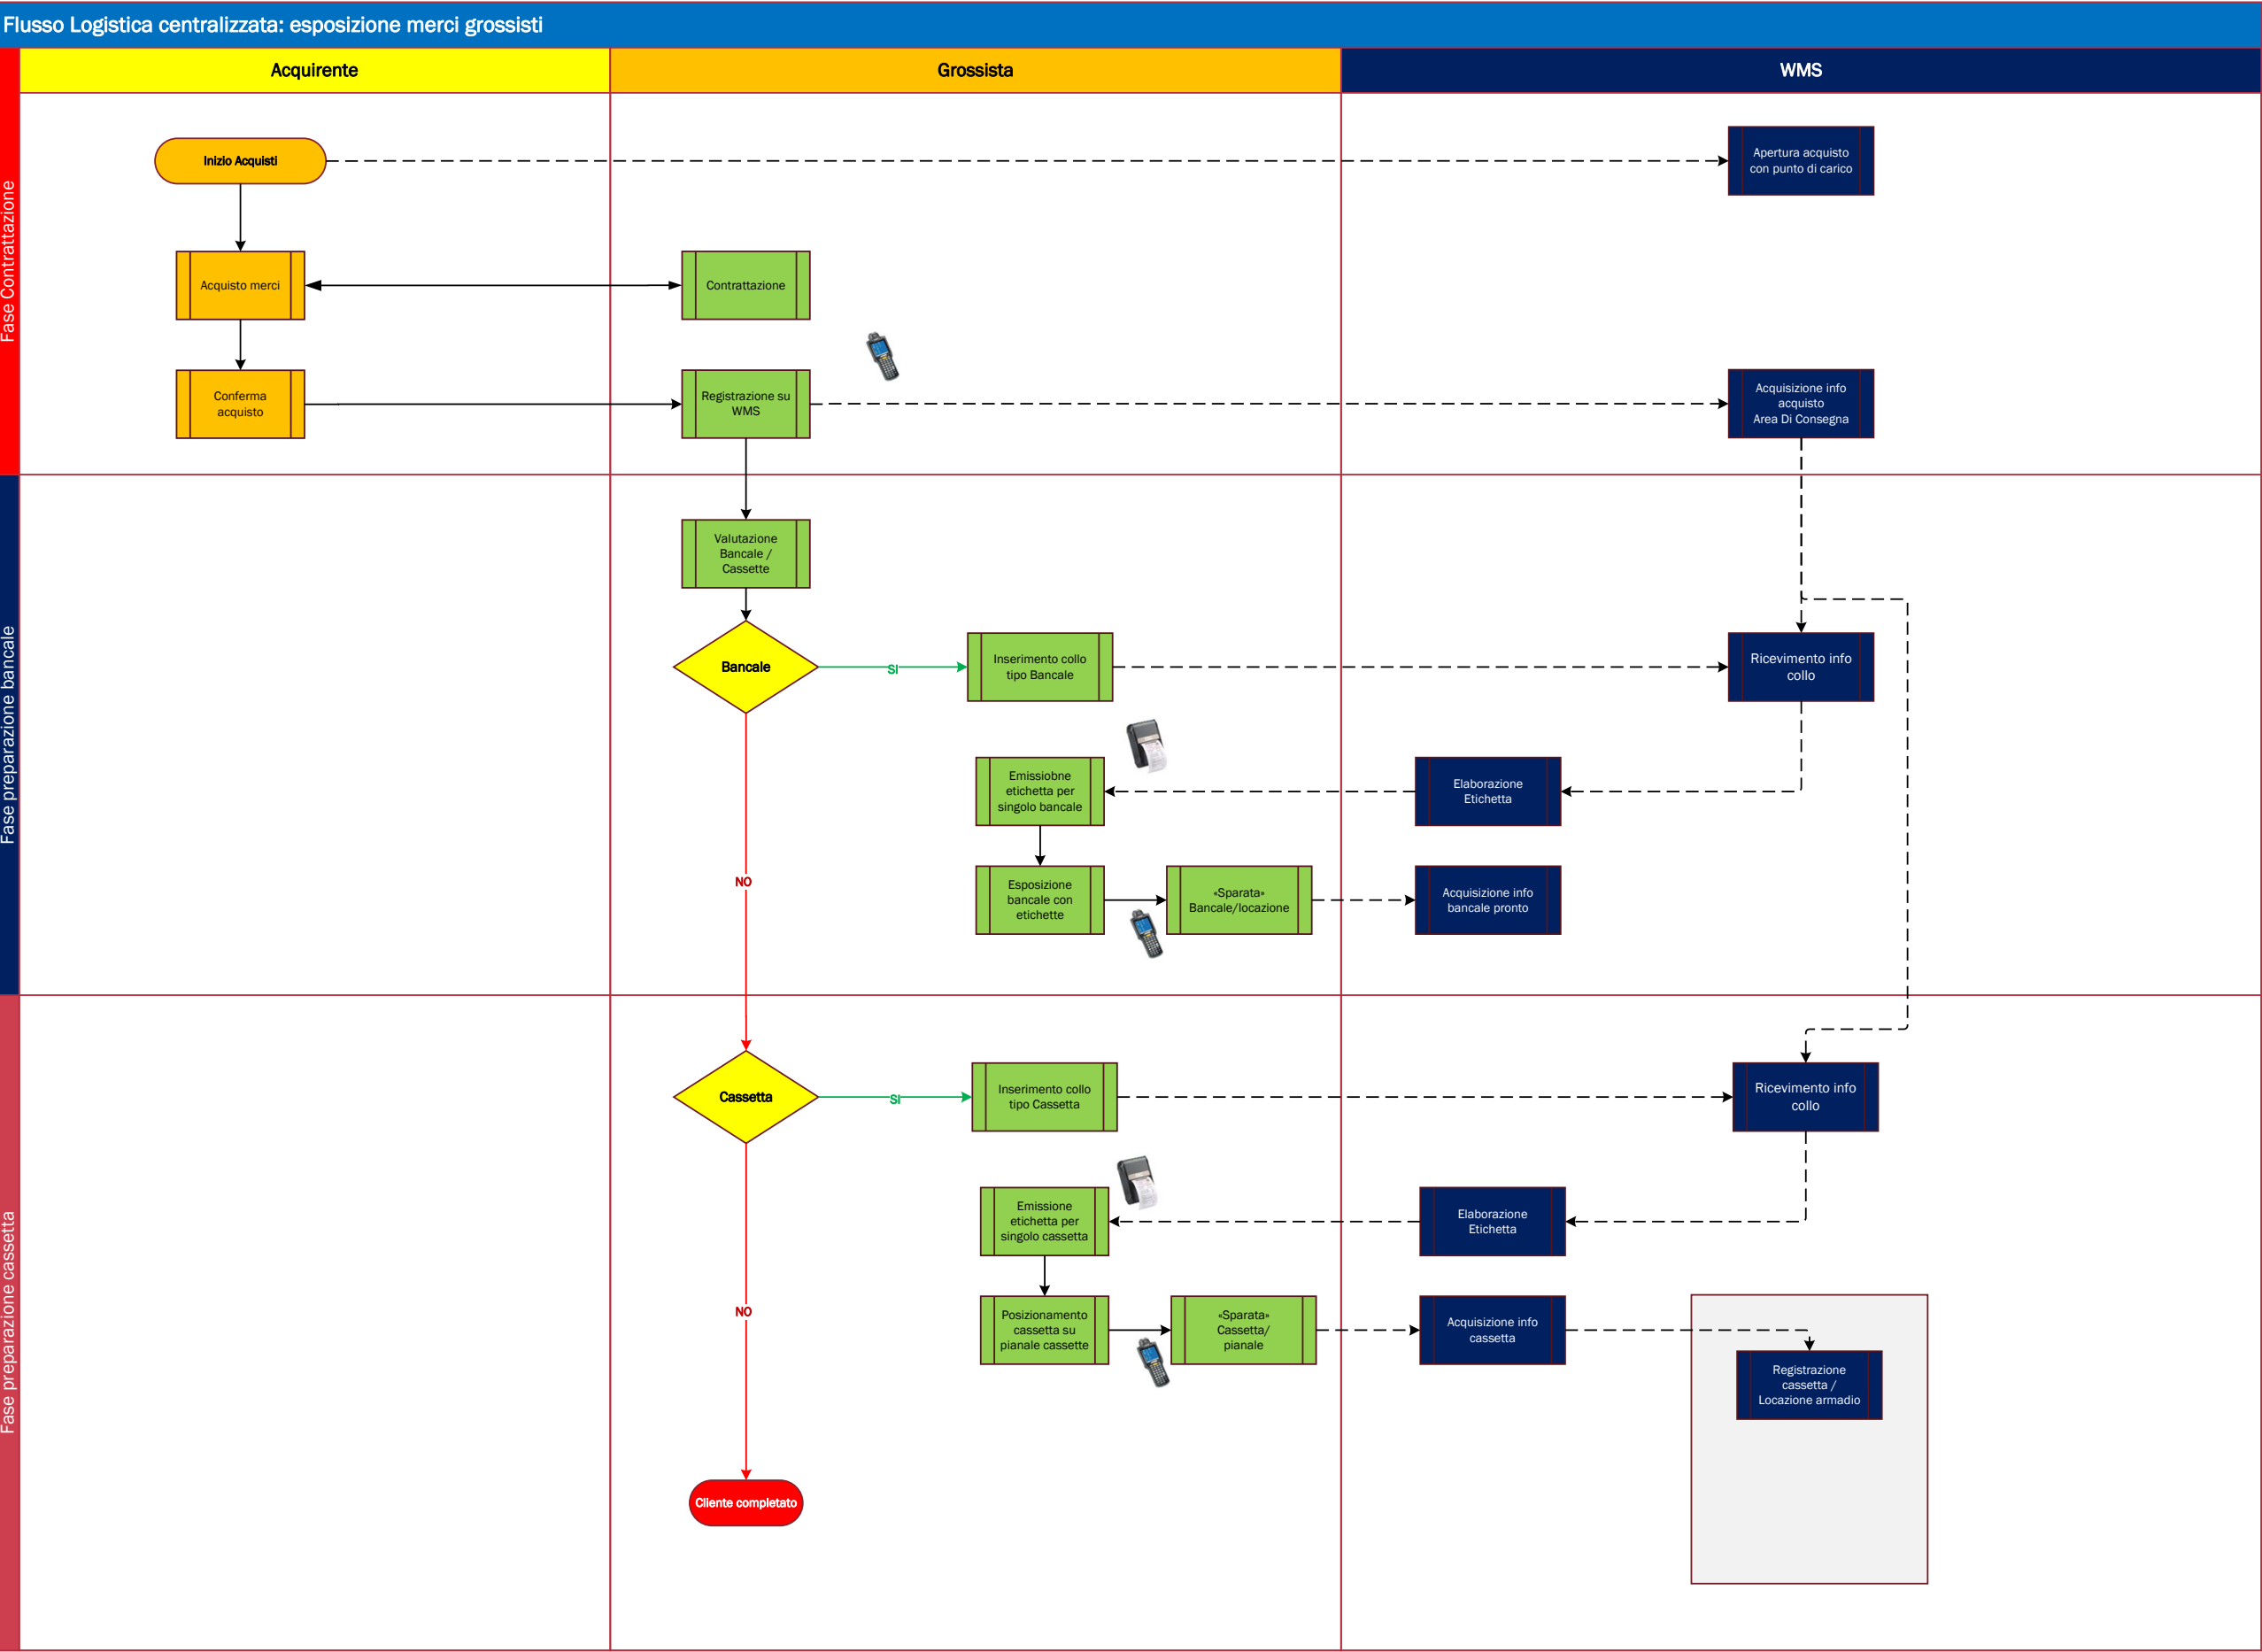 Flusso Logistica centralizzata: esposizione merci grossisti
Acquirente
Grossista
WMS
Fase Contrattazione
Inizio Acquisti
Apertura acquisto
con punto di carico
Acquisto merci
Contrattazione
Conferma
acquisto
Registrazione su
WMS
Acquisizione info
acquisto
Area Di Consegna
Fase preparazione bancale
Valutazione
Bancale /
Cassette
Bancale
SI
Inserimento collo
tipo Bancale
Ricevimento info
collo
Emissiobne
etichetta per
singolo bancale
Elaborazione
Etichetta
NO
Esposizione
bancale con
etichette
«Sparata»
Bancale/locazione
Acquisizione info
bancale pronto
Fase preparazione cassetta
Cassetta
SI
Inserimento collo
tipo Cassetta
Ricevimento info
collo
Emissione
etichetta per
singolo cassetta
Elaborazione
Etichetta
NO
Posizionamento
cassetta su
pianale cassette
«Sparata»
Cassetta/
pianale
Acquisizione info
cassetta
Registrazione
cassetta /
Locazione armadio
Cliente completato